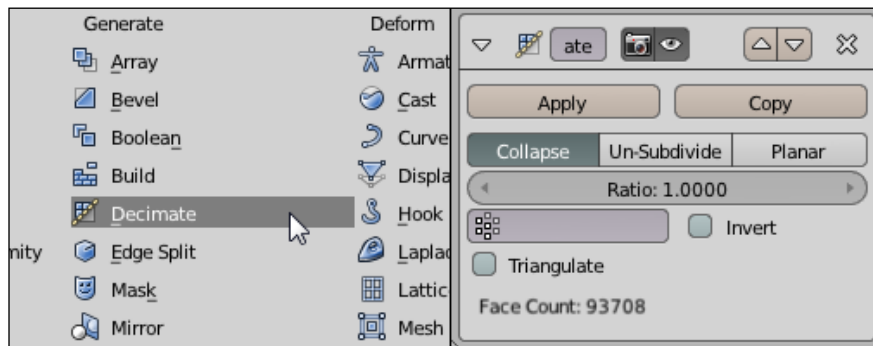 Generate
Array
Bevel
Boolean
Build
Decimate
Edge Split
Mask
Mirror
nity
Deform
Armat
Cast
Curve
Displa
Hook
Laplac
Lattic
Mesh
ate
Apply Copy
Collapse Un-Subdivide Planar
Ratio: 1.0000
Invert
Triangulate
Face Count: 93708